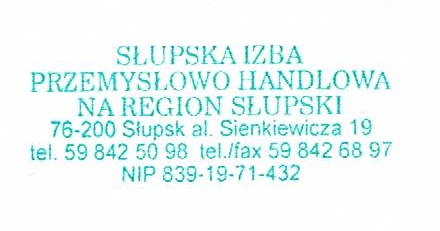 SŁUPSKA IZBA
PRZEMYSŁOWO HANDLOWA
NA REGION SŁUPSKI
76-200 Słupsk al. Sienkiewicza 19
tel. 59 842 50 98 tel./fax 59 842 68 97
NIP 839-19-71-432